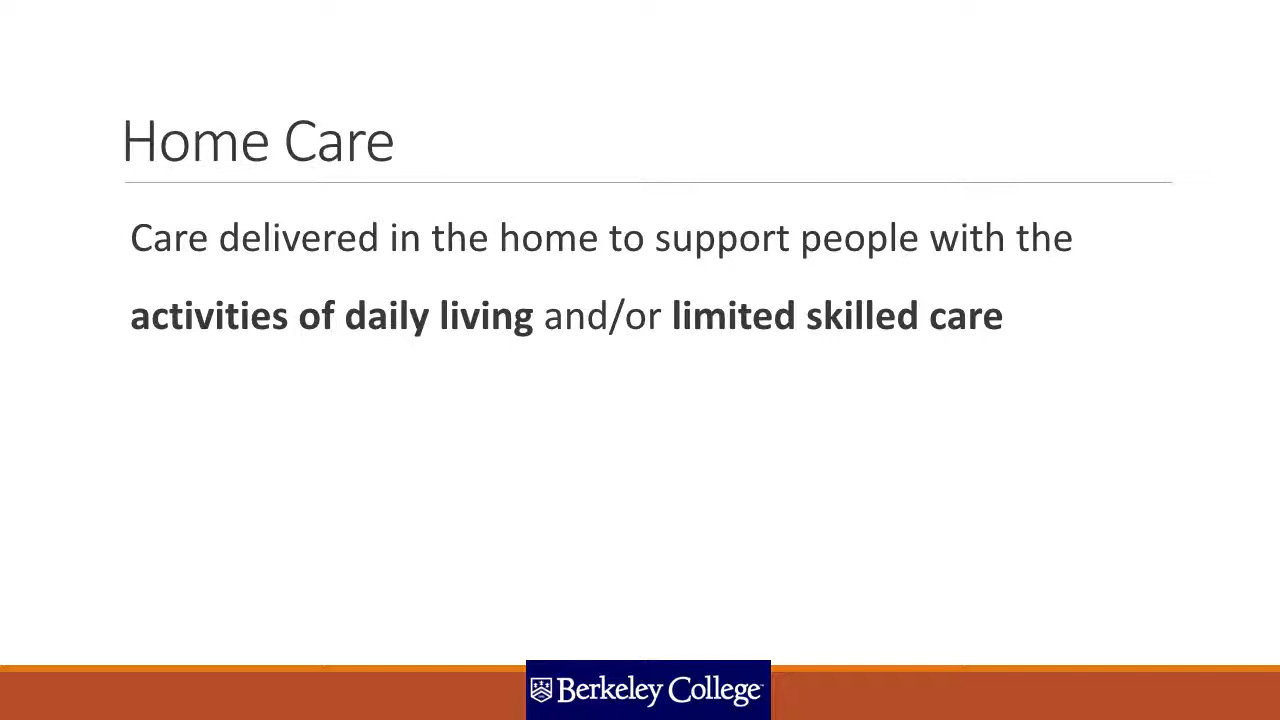 Home Care
Care delivered in the home to support people with the
activities of daily living and/or limited skilled care
Berkeley College